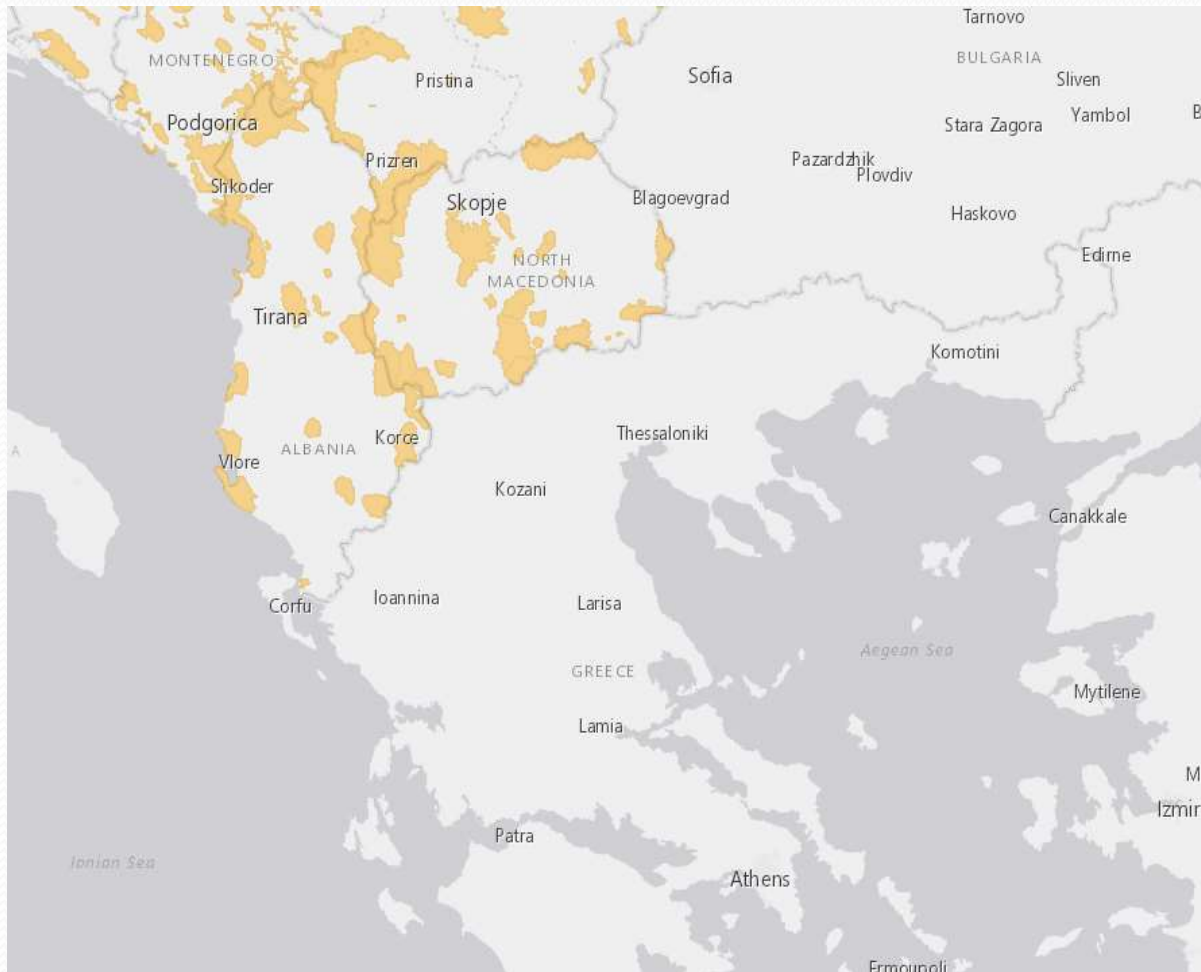 Tarnovo
BULGARIA
MONTENEGRO
Sofia
Pristina
Sliven
Yambol
B
Podgorica
Stara Zagora
Prizren
Pazardzhik
Plovdiv
Shkoder
Skopje
Blagoevgrad
Haskovo
NORTH
MACEDONIA
Edirne
Tirana
Komotini
Thessaloniki
Korce
ALBANIA
A
Vlore
Kozani
Canakkale
Ioannina
Larisa
Corfu
Aegean Sea
GREECE
Mytilene
Lamia
M
Izmir
Patra
Ionian Sea
Athens
Ermoupoli